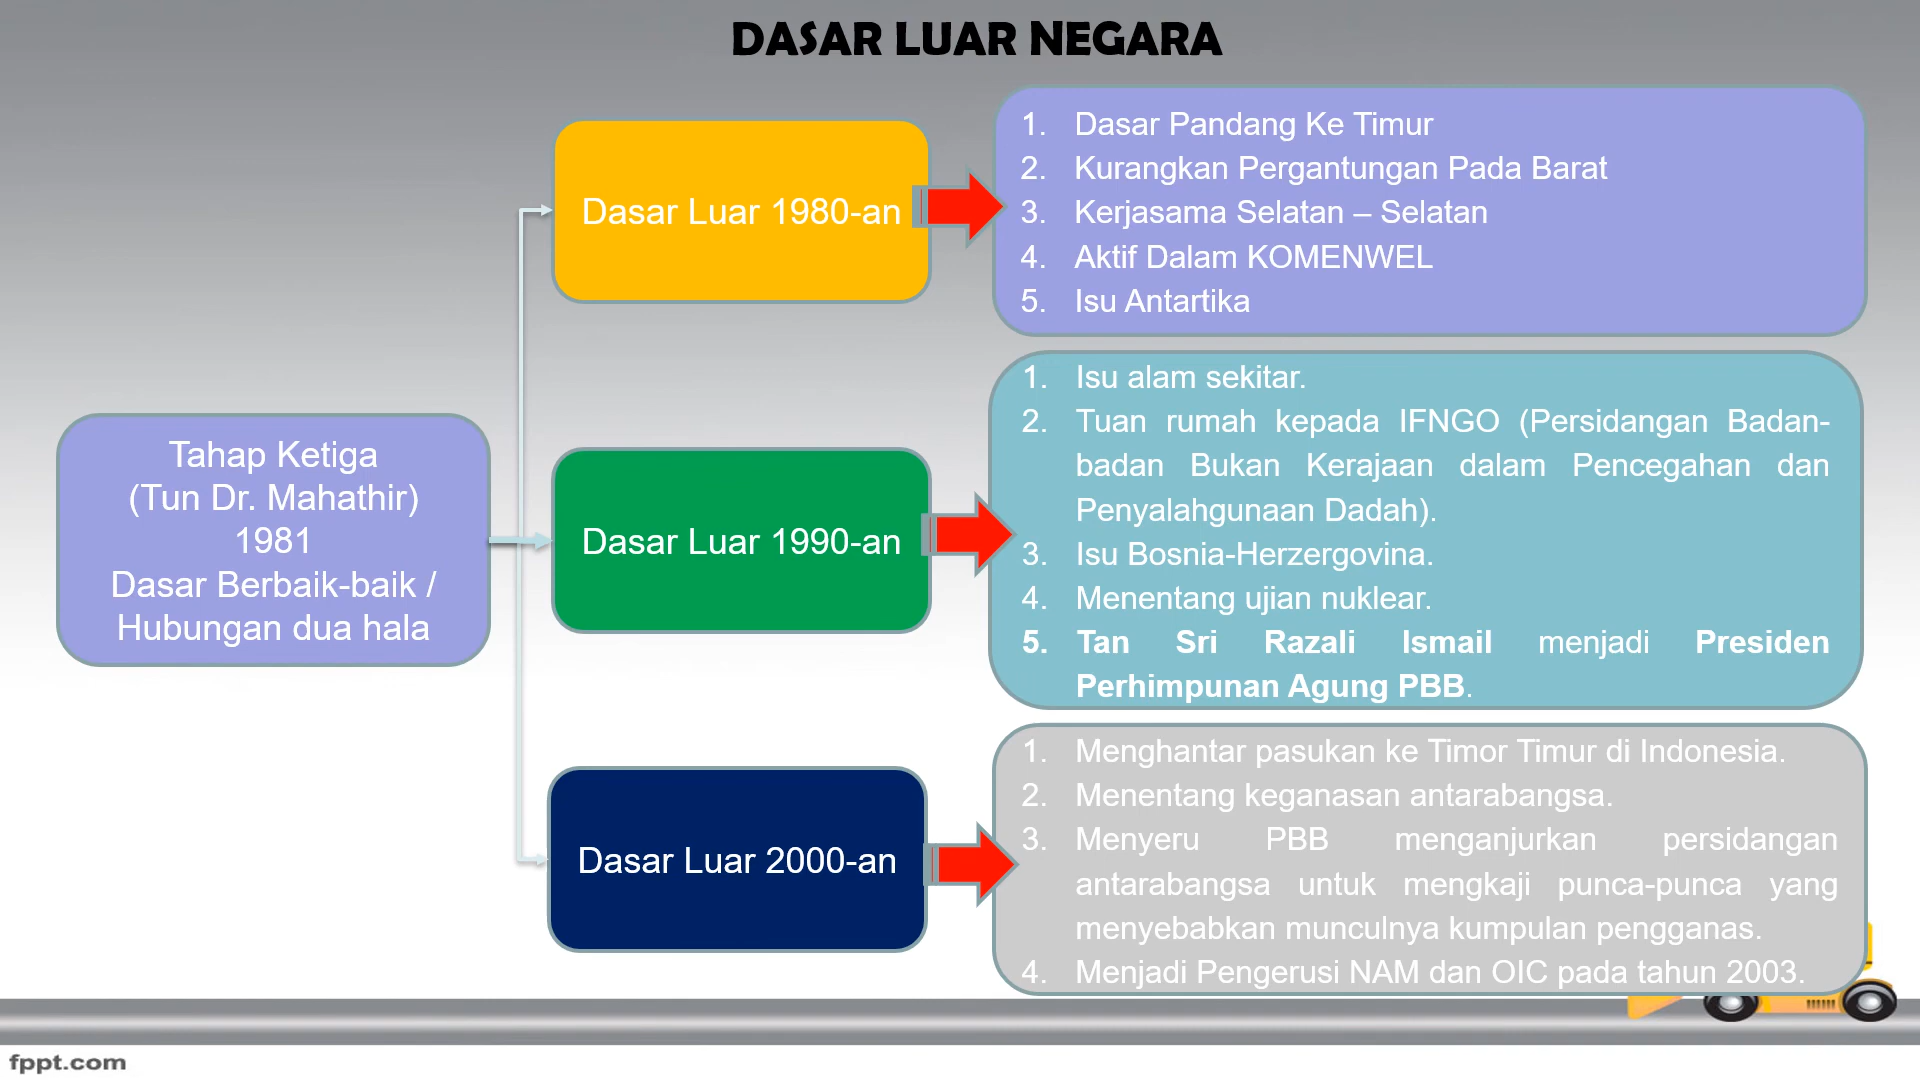 DASAR LUAR NEGARA
Tahap Ketiga
(Tun Dr. Mahathir)
1981
Dasar Berbaik-baik /
Hubungan dua hala
Dasar Luar 1980-an
1. Dasar Pandang Ke Timur
2. Kurangkan Pergantungan Pada Barat
3. Kerjasama Selatan – Selatan
4. Aktif Dalam KOMENWEL
5. Isu Antartika
Dasar Luar 1990-an
1. Isu alam sekitar.
2. Tuan rumah kepada IFNGO (Persidangan Badan-
badan Bukan Kerajaan dalam Pencegahan dan
Penyalahgunaan Dadah).
3. Isu Bosnia-Herzergovina.
4. Menentang ujian nuklear.
5. Tan Sri Razali Ismail menjadi Presiden
Perhimpunan Agung PBB.
Dasar Luar 2000-an
1. Menghantar pasukan ke Timor Timur di Indonesia.
2. Menentang keganasan antarabangsa.
3. Menyeru PBB menganjurkan persidangan
antarabangsa untuk mengkaji punca-punca yang
menyebabkan munculnya kumpulan pengganas.
4. Menjadi Pengerusi NAM dan OIC pada tahun 2003.
fppt.com